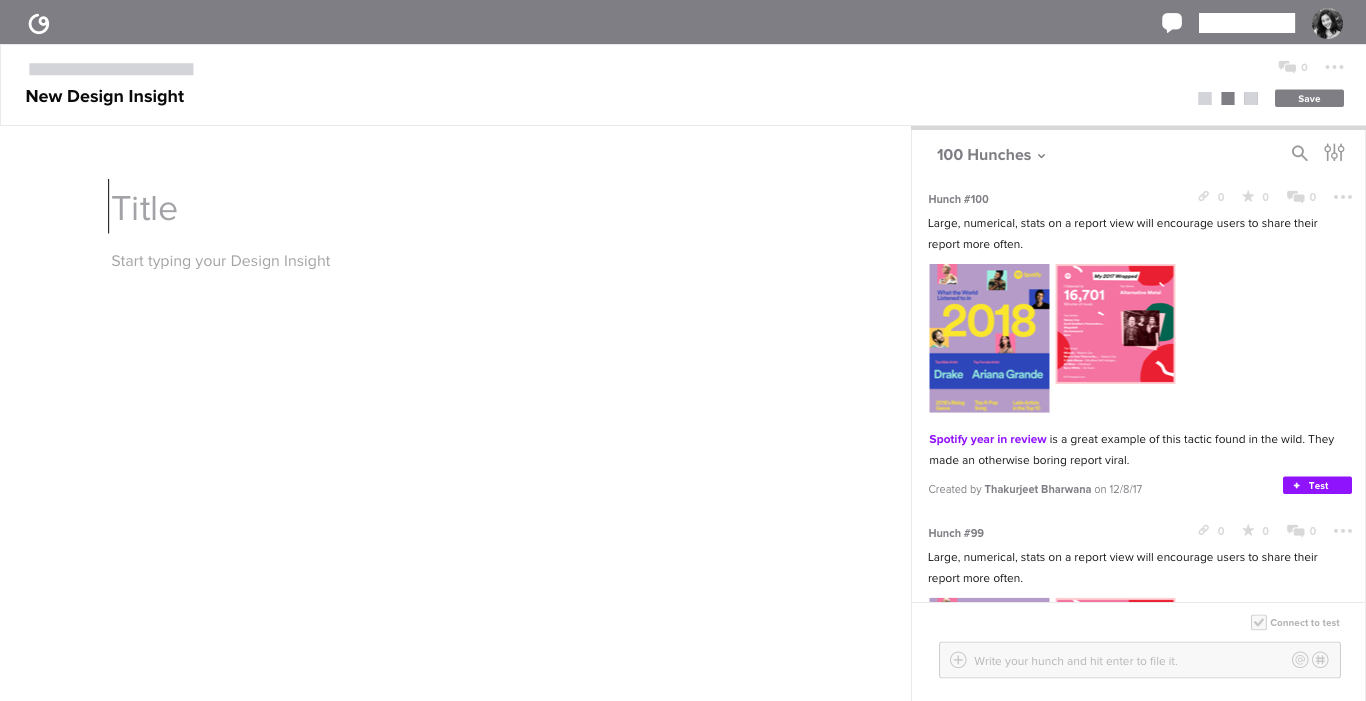 0
New Design Insight
Save
Title
Start typing your Design Insight
100 Hunches
Hunch #100
0
0
0
Large, numerical, stats on a report view will encourage users to share their
report more often.
Spotify
What the World
Listened to in
2018
Drake
Ariana Grande
My 2017 Wrapped
16,701
Alternative Metal
Spotify year in review is a great example of this tactic found in the wild. They
made an otherwise boring report viral.
Created by Thakurjeet Bharwana on 12/8/17
+ Test
Hunch #99
0
0
0
Large, numerical, stats on a report view will encourage users to share their
report more often.
Connect to test
Write your hunch and hit enter to file it.
@ #